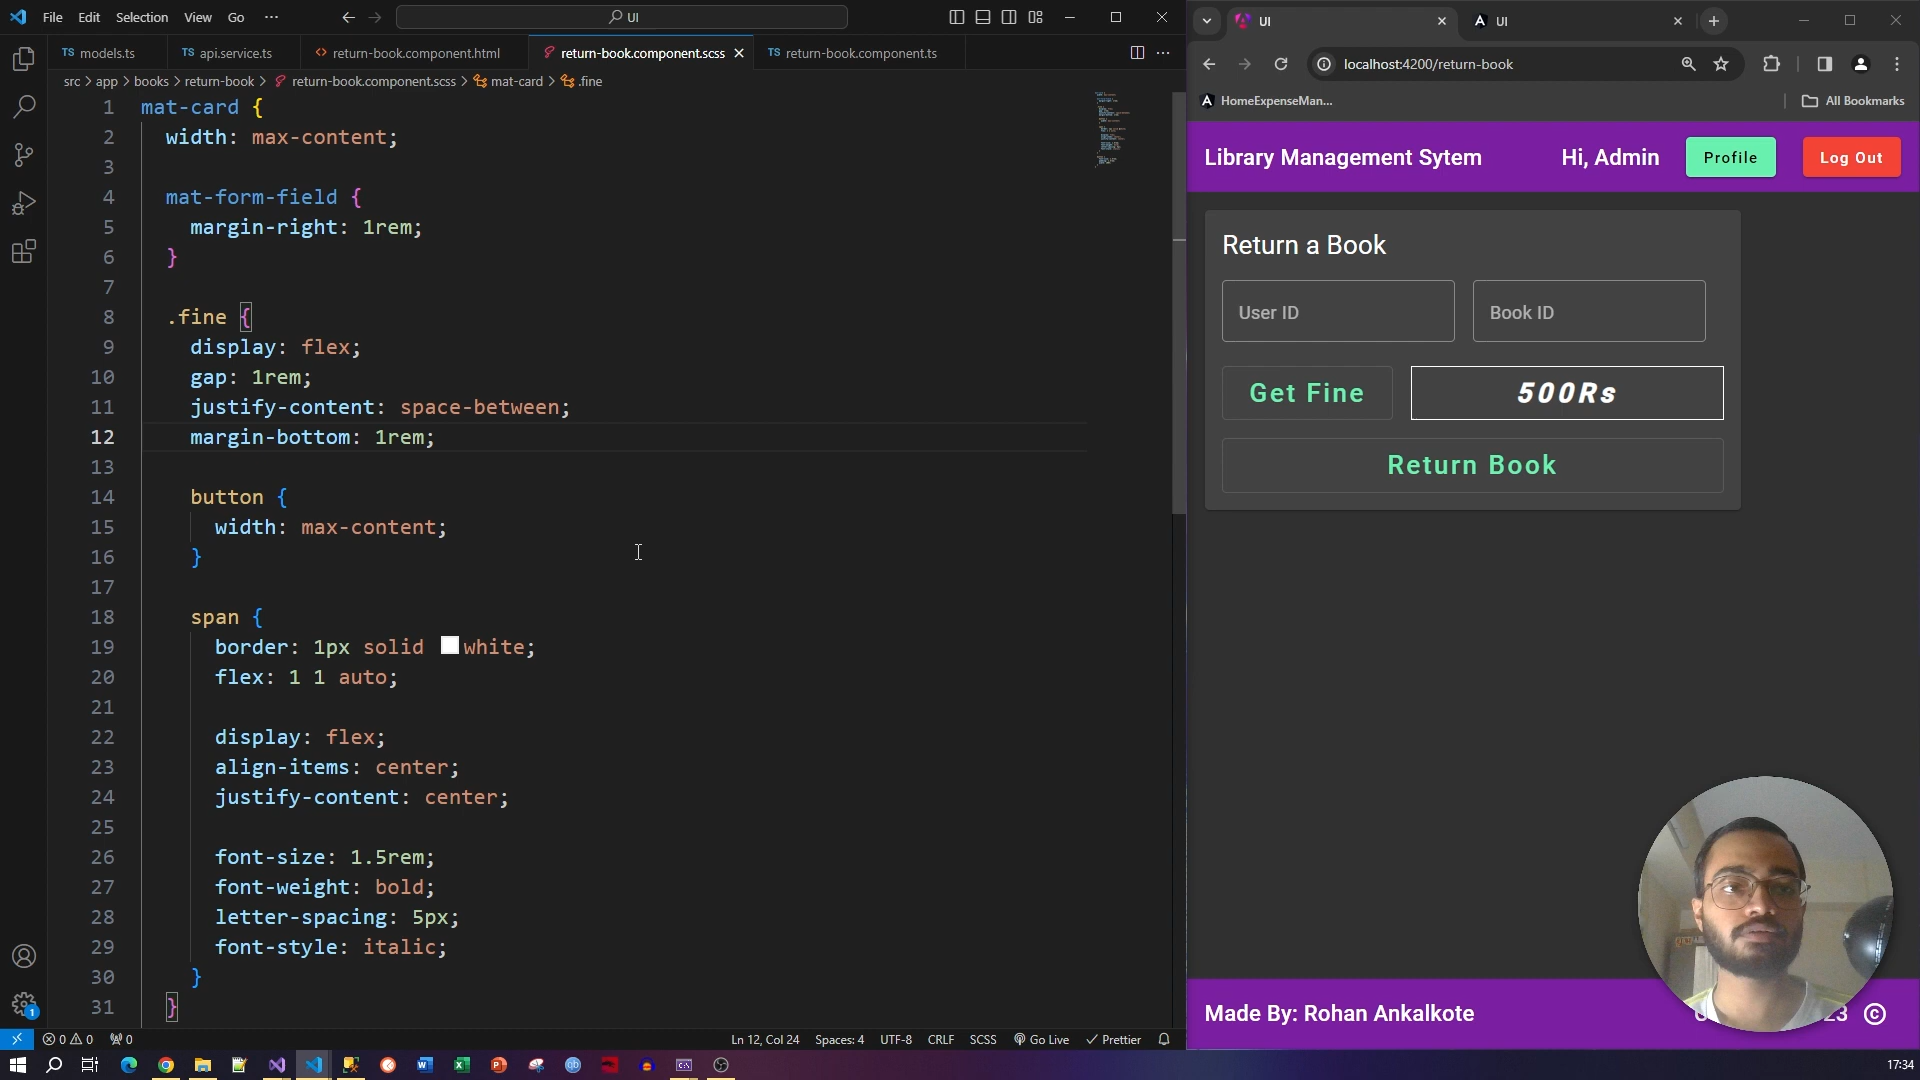 File Edit Selection View Go ··· UI
TS models.ts TS api.service.ts <> return-book.component.html return-book.component.scss TS return-book.component.ts
src > app > books > return-book > return-book.component.scss > mat-card > .fine
1 mat-card {
2 width: max-content;
3
4 mat-form-field {
5 margin-right: 1rem;
6 }
7
8 .fine {
9 display: flex;
10 gap: 1rem;
11 justify-content: space-between;
12 margin-bottom: 1rem;
13
14 button {
15 width: max-content;
16 }
17
18 span {
19 border: 1px solid white;
20 flex: 1 1 auto;
21
22 display: flex;
23 align-items: center;
24 justify-content: center;
25
26 font-size: 1.5rem;
27 font-weight: bold;
28 letter-spacing: 5px;
29 font-style: italic;
30 }
31 }
1
0 0 0
Ln 12, Col 24 Spaces: 4 UTF-8 CRLF SCSS Go Live Prettier
UI UI
localhost:4200/return-book
HomeExpenseMan... All Bookmarks
Library Management Sytem Hi, Admin Profile Log Out
Return a Book
User ID Book ID
Get Fine 500Rs
Return Book
Made By: Rohan Ankalkote 23 ©
17:34